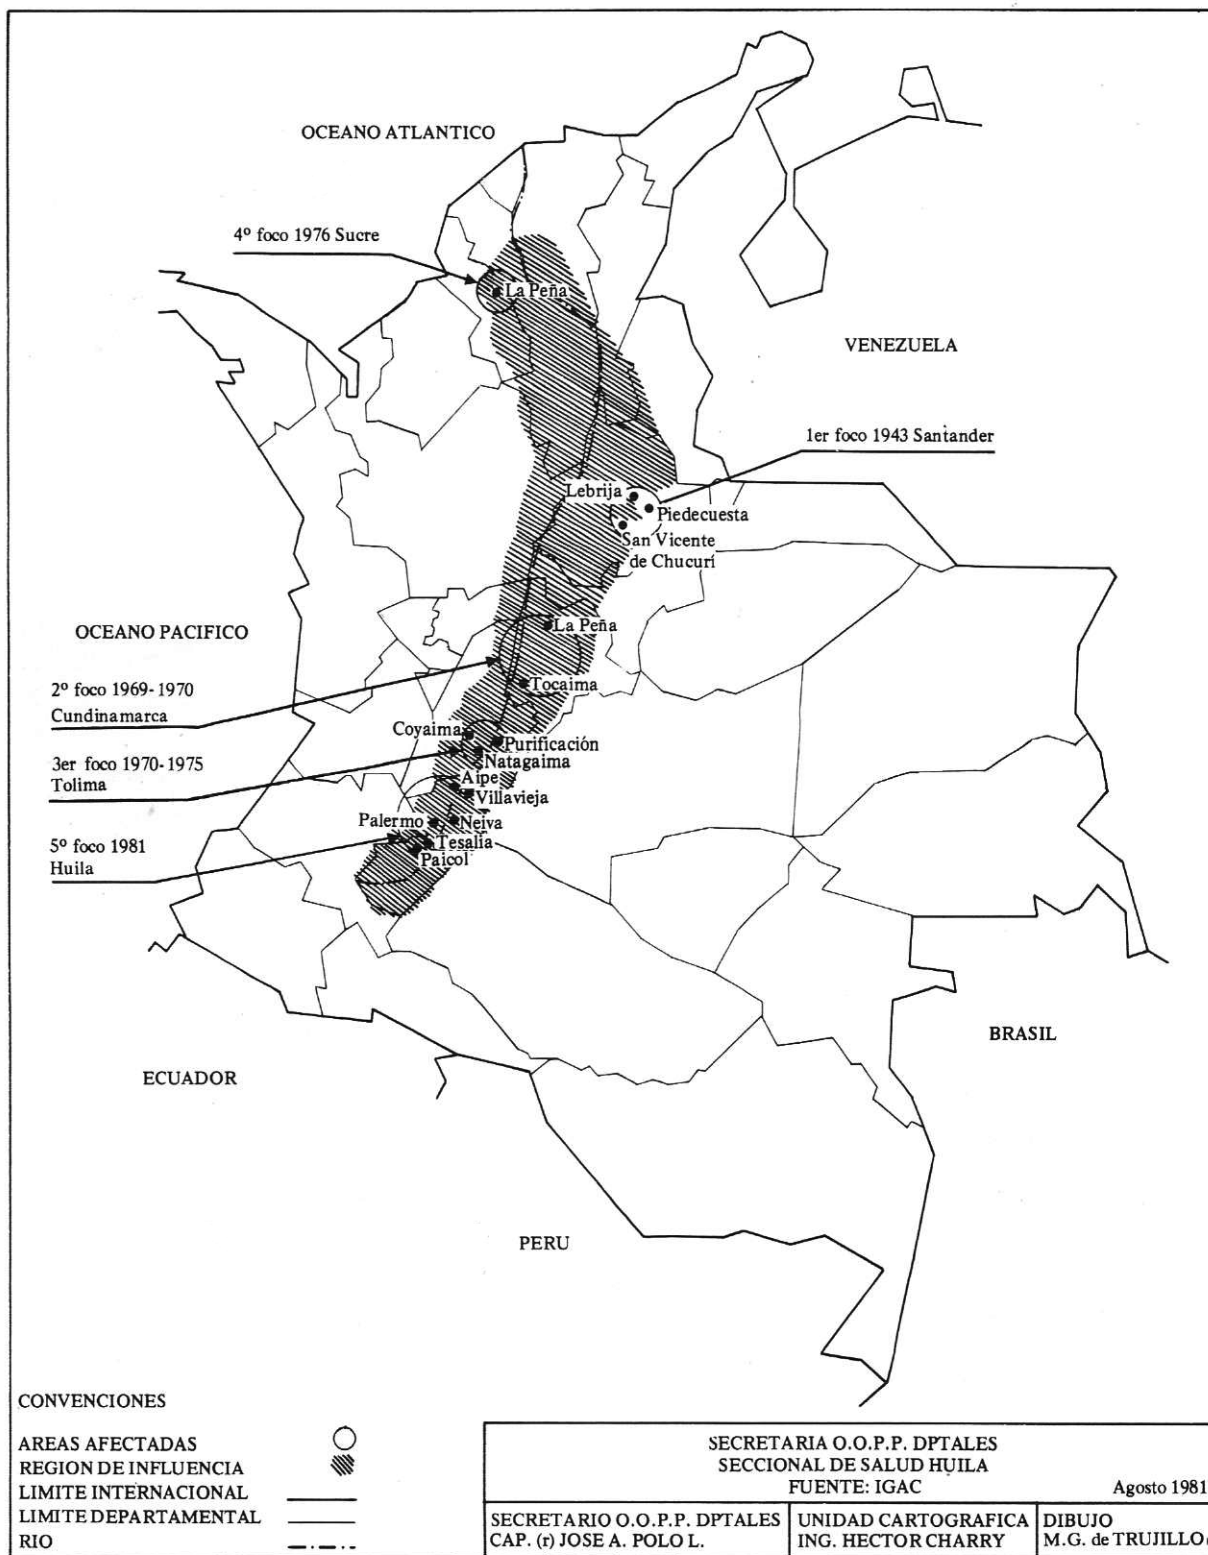 OCEANO ATLANTICO
4º foco 1976 Sucre
La Peña
VENEZUELA
1er foco 1943 Santander
Lebrija
Piedecuesta
San Vicente
de Chucurí
OCEANO PACIFICO
La Peña
2º foco 1969-1970
Cundinamarca
Tocaima
Coyaima
Purificación
3er foco 1970-1975
Tolima
Natagaima
Aipe
Villavieja
Palermo
Neiva
5º foco 1981
Huila
Tesalia
Paicol
BRASIL
ECUADOR
PERU
CONVENCIONES
AREAS AFECTADAS
REGION DE INFLUENCIA
LIMITE INTERNACIONAL
LIMITE DEPARTAMENTAL
RIO
SECRETARIA O.O.P.P. DPTALES
SECCIONAL DE SALUD HUILA
FUENTE: IGAC
Agosto 1981
SECRETARIO O.O.P.P. DPTALES
CAP. (r) JOSE A. POLO L.
UNIDAD CARTOGRAFICA
ING. HECTOR CHARRY
DIBUJO
M.G. de TRUJILLO